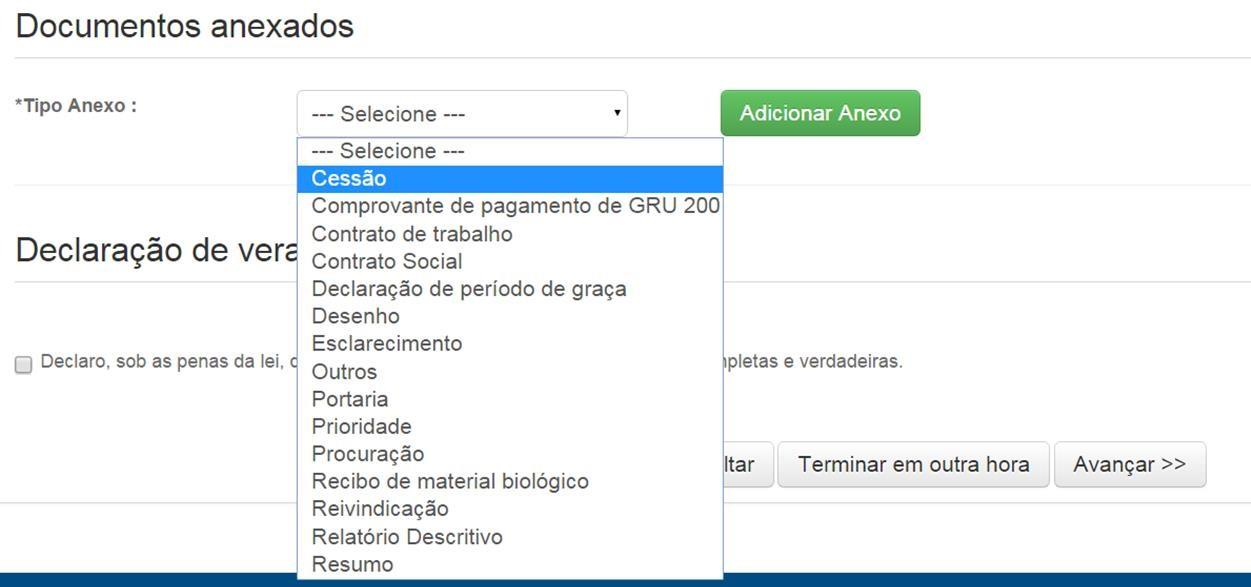 Documentos anexados
*Tipo Anexo :
--- Selecione ---
Adicionar Anexo
--- Selecione ---
Cessão
Comprovante de pagamento de GRU 200
Contrato de trabalho
Contrato Social
Declaração de período de graça
Desenho
Esclarecimento
Outros
Portaria
Prioridade
Procuração
Recibo de material biológico
Reivindicação
Relatório Descritivo
Resumo
Declaração de vera
Declaro, sob as penas da lei, pletas e verdadeiras.
ltar
Terminar em outra hora
Avançar >>